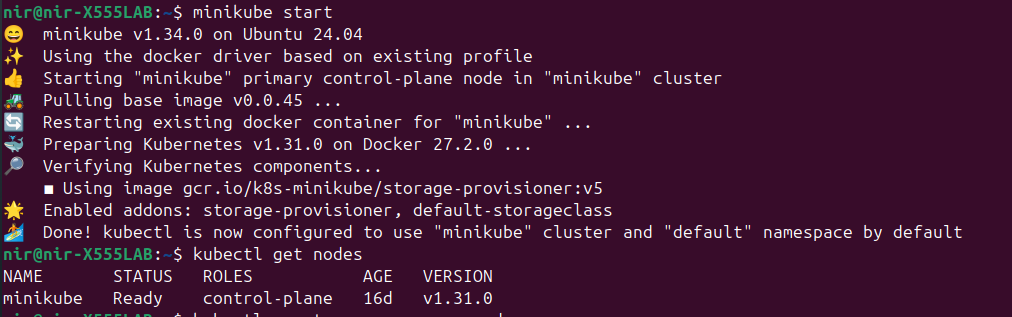 nir@nir-X555LAB:~$ minikube start
😄 minikube v1.34.0 on Ubuntu 24.04
✨ Using the docker driver based on existing profile
👍 Starting "minikube" primary control-plane node in "minikube" cluster
🚜 Pulling base image v0.0.45 ...
🔄 Restarting existing docker container for "minikube" ...
🐳 Preparing Kubernetes v1.31.0 on Docker 27.2.0 ...
🔎 Verifying Kubernetes components...
▪ Using image gcr.io/k8s-minikube/storage-provisioner:v5
🌟 Enabled addons: storage-provisioner, default-storageclass
🏄 Done! kubectl is now configured to use "minikube" cluster and "default" namespace by default
nir@nir-X555LAB:~$ kubectl get nodes
NAME STATUS ROLES AGE VERSION
minikube Ready control-plane 16d v1.31.0